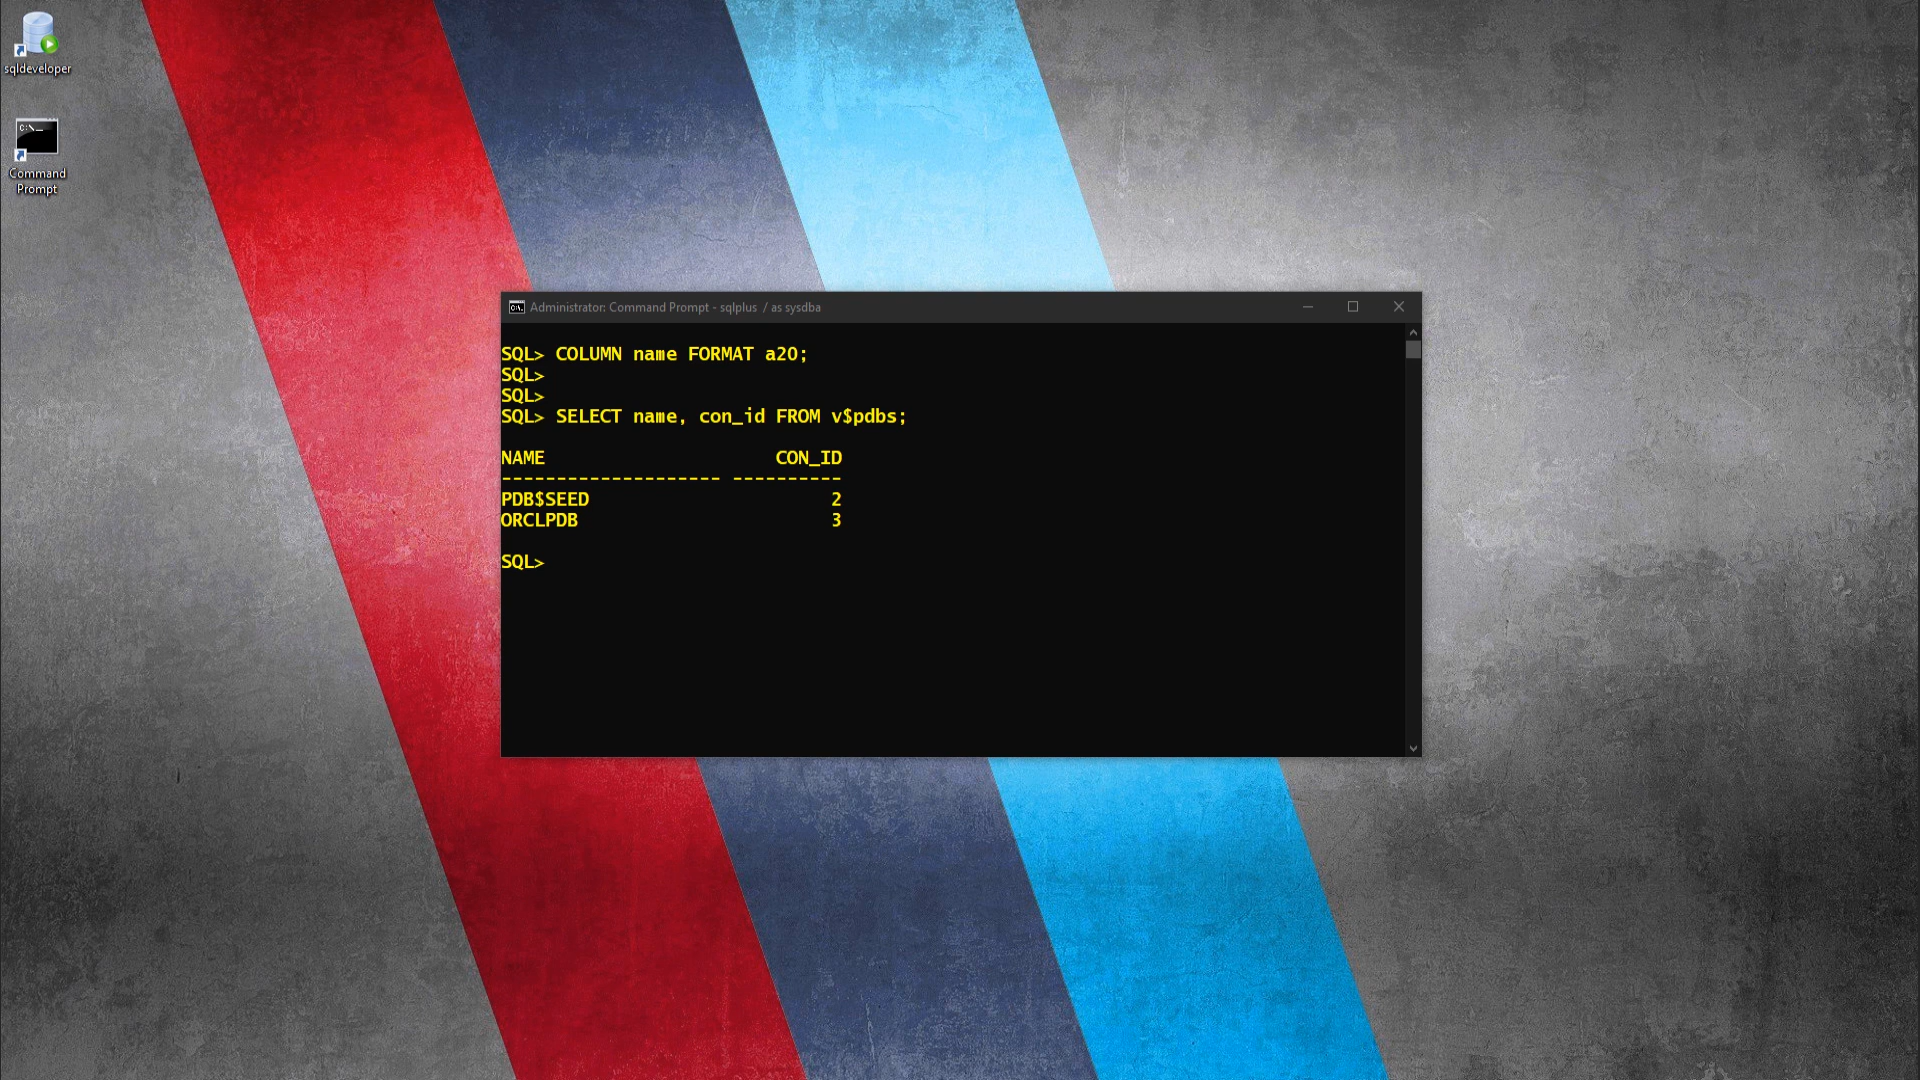 sqldeveloper
C:\._
Command
Prompt
C:\. Administrator: Command Prompt - sqlplus / as sysdba
SQL> COLUMN name FORMAT a20;
SQL>
SQL>
SQL> SELECT name, con_id FROM v$pdbs;
NAME                     CON_ID
-------------------- ----------
PDB$SEED                      2
ORCLPDB                       3
SQL>